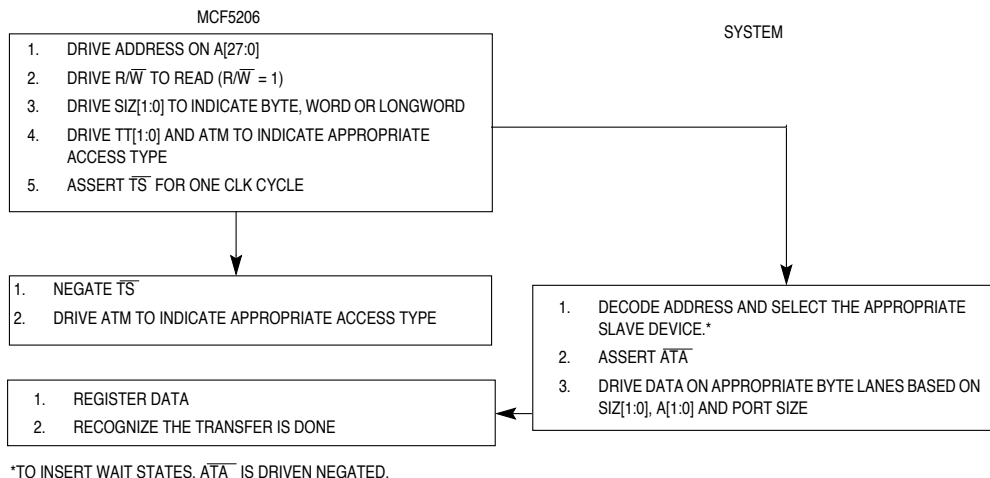 MCF5206
SYSTEM
1. DRIVE ADDRESS ON A[27:0]
2. DRIVE R/W̅ TO READ (R/W̅ = 1)
3. DRIVE SIZ[1:0] TO INDICATE BYTE, WORD OR LONGWORD
4. DRIVE TT[1:0] AND ATM TO INDICATE APPROPRIATE
ACCESS TYPE
5. ASSERT T̅S̅ FOR ONE CLK CYCLE
1. NEGATE T̅S̅
2. DRIVE ATM TO INDICATE APPROPRIATE ACCESS TYPE
1. DECODE ADDRESS AND SELECT THE APPROPRIATE
SLAVE DEVICE.*
2. ASSERT A̅T̅A̅
3. DRIVE DATA ON APPROPRIATE BYTE LANES BASED ON
SIZ[1:0], A[1:0] AND PORT SIZE
1. REGISTER DATA
2. RECOGNIZE THE TRANSFER IS DONE
*TO INSERT WAIT STATES, A̅T̅A̅ IS DRIVEN NEGATED.